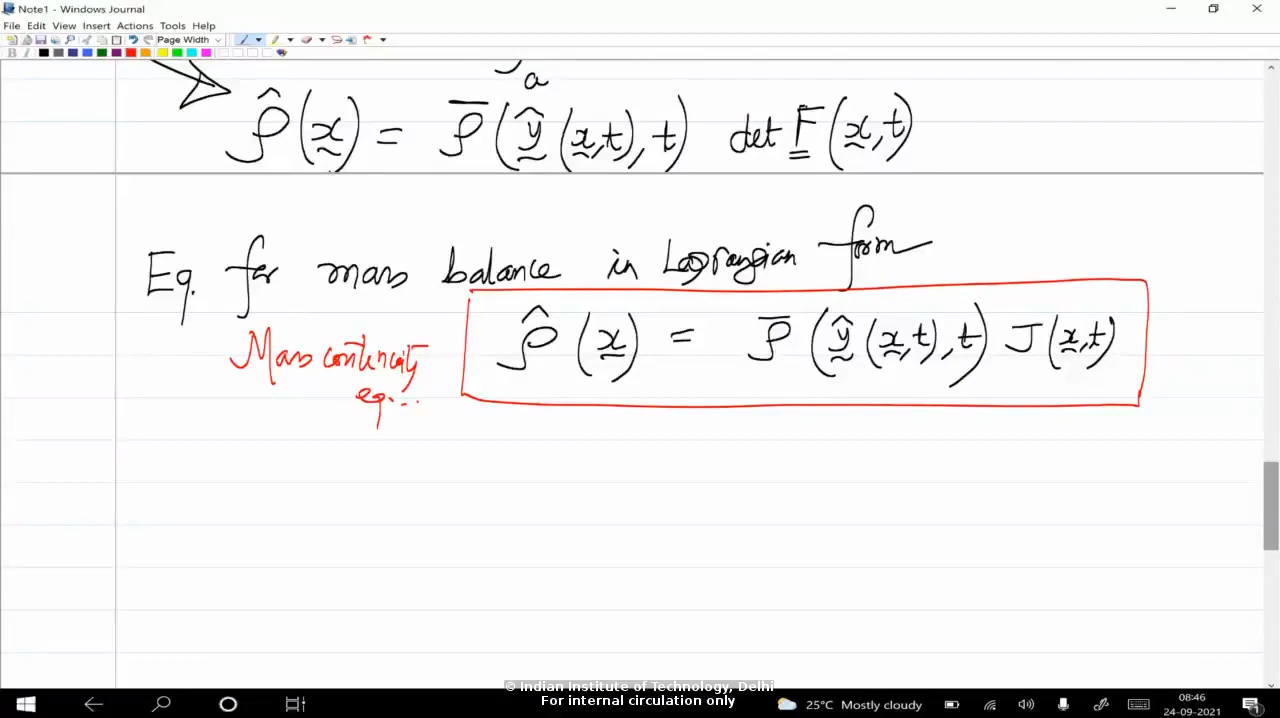 Note1 - Windows Journal
File Edit View Insert Actions Tools Help
Page Width
a
ρ̂(x̰) = ρ̄(ŷ̰(x̰,t),t) det F̳(x̰,t)
Eq. for mass balance in Lagrangian form
ρ̂(x̰) = ρ̄(ŷ̰(x̰,t),t) J(x̰,t)
Mass continuity
eq...
© Indian Institute of Technology, Delhi
For internal circulation only
25°C Mostly cloudy
08:46
24-09-2021
1